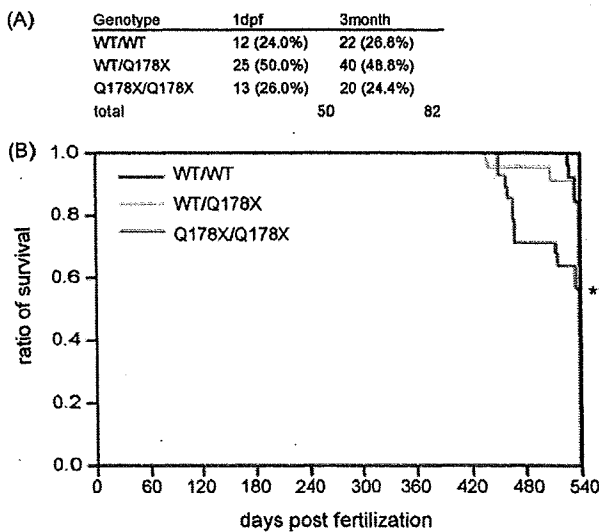 (A)
Genotype 1dpf 3month
WT/WT 12 (24.0%) 22 (26.8%)
WT/Q178X 25 (50.0%) 40 (48.8%)
Q178X/Q178X 13 (26.0%) 20 (24.4%)
total 50 82
(B)
ratio of survival
1.0
0.8
0.6
0.4
0.2
0.0
WT/WT
WT/Q178X
Q178X/Q178X
*
0 60 120 180 240 300 360 420 480 540
days post fertilization